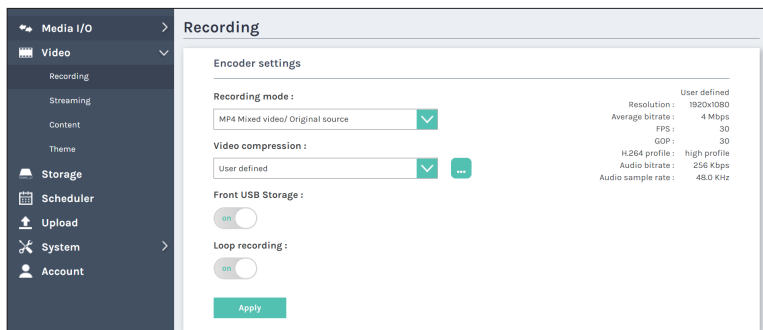 Media I/O
Video
Recording
Streaming
Content
Theme
Storage
Scheduler
Upload
System
Account
Recording
Encoder settings
Recording mode :
MP4 Mixed video/ Original source
Video compression :
User defined
...
Front USB Storage :
on
Loop recording :
on
Apply
User defined
Resolution : 1920x1080
Average bitrate : 4 Mbps
FPS : 30
GOP : 30
H.264 profile : high profile
Audio bitrate : 256 Kbps
Audio sample rate : 48.0 KHz